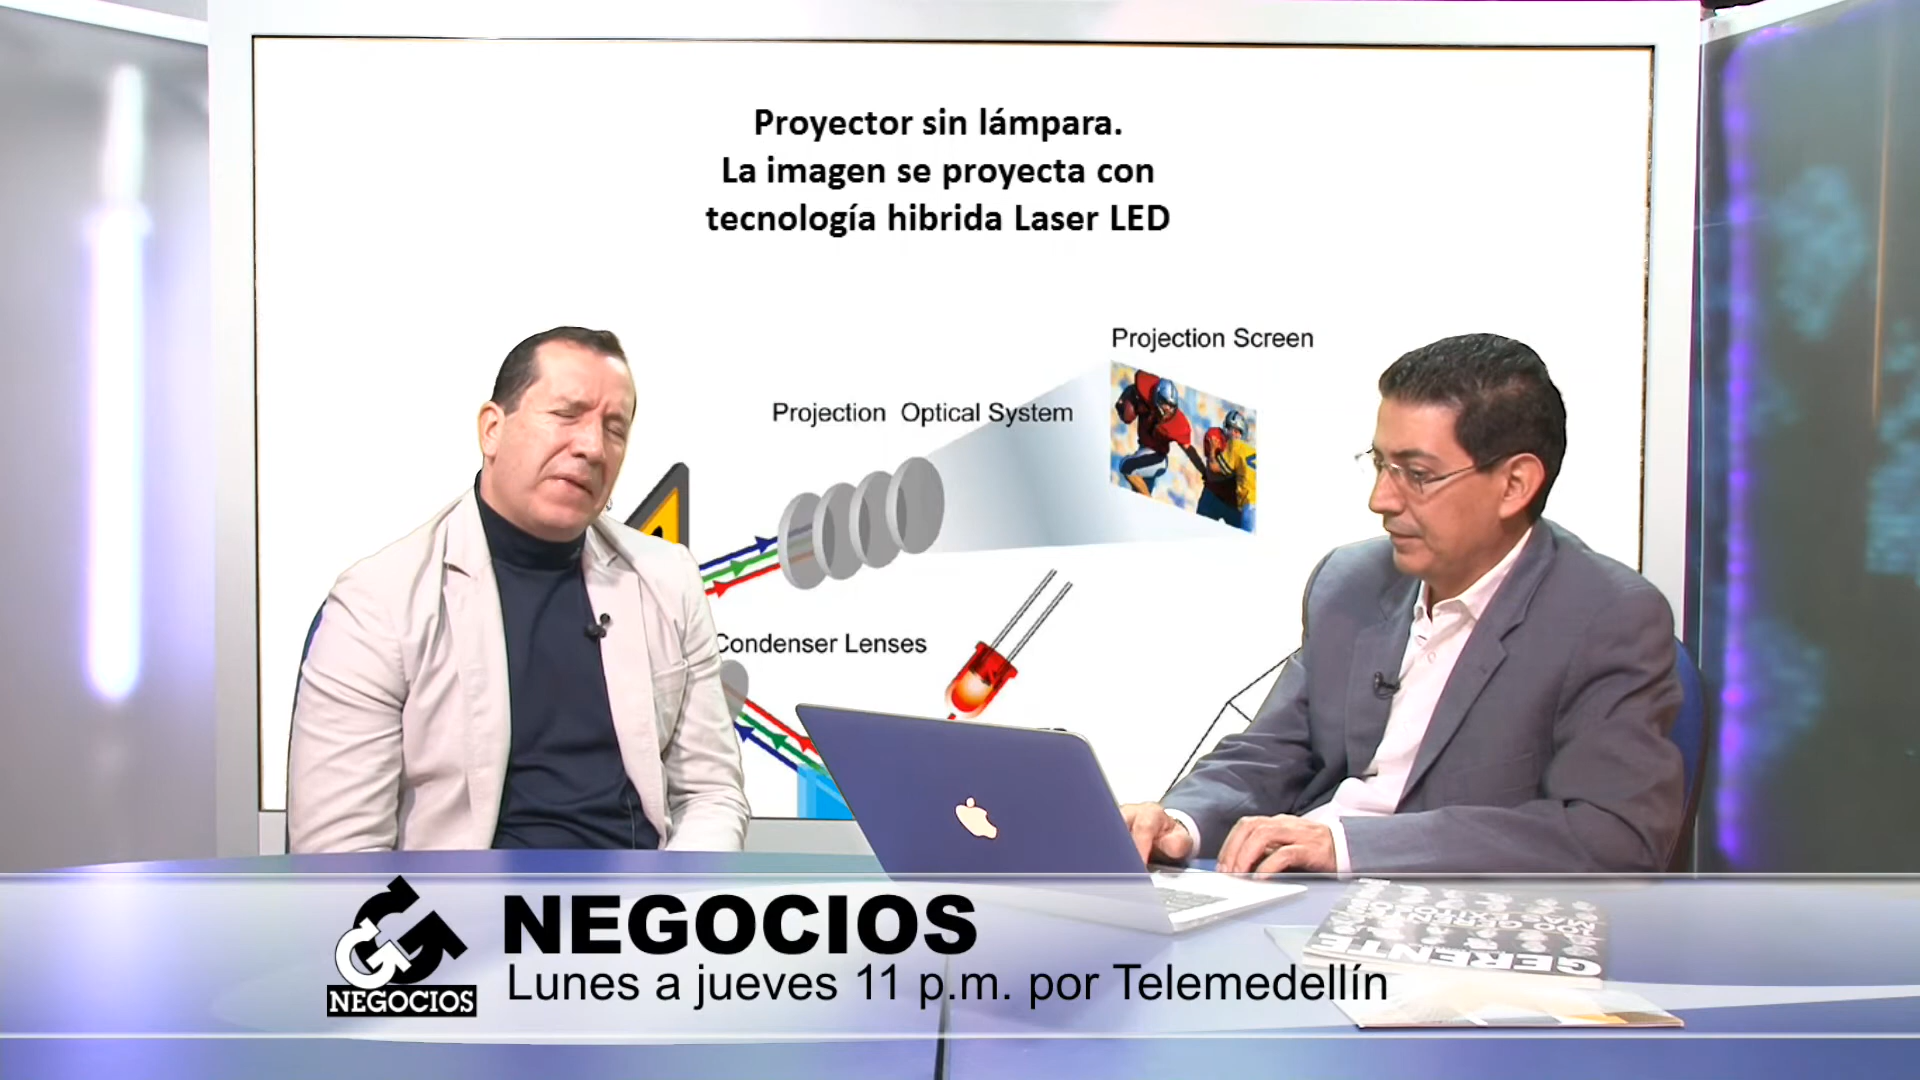 Proyector sin lámpara.
La imagen se proyecta con
tecnología hibrida Laser LED
Projection Screen
Projection Optical System
Condenser Lenses
NEGOCIOS
Lunes a jueves 11 p.m. por Telemedellín
NEGOCIOS
GERENTE